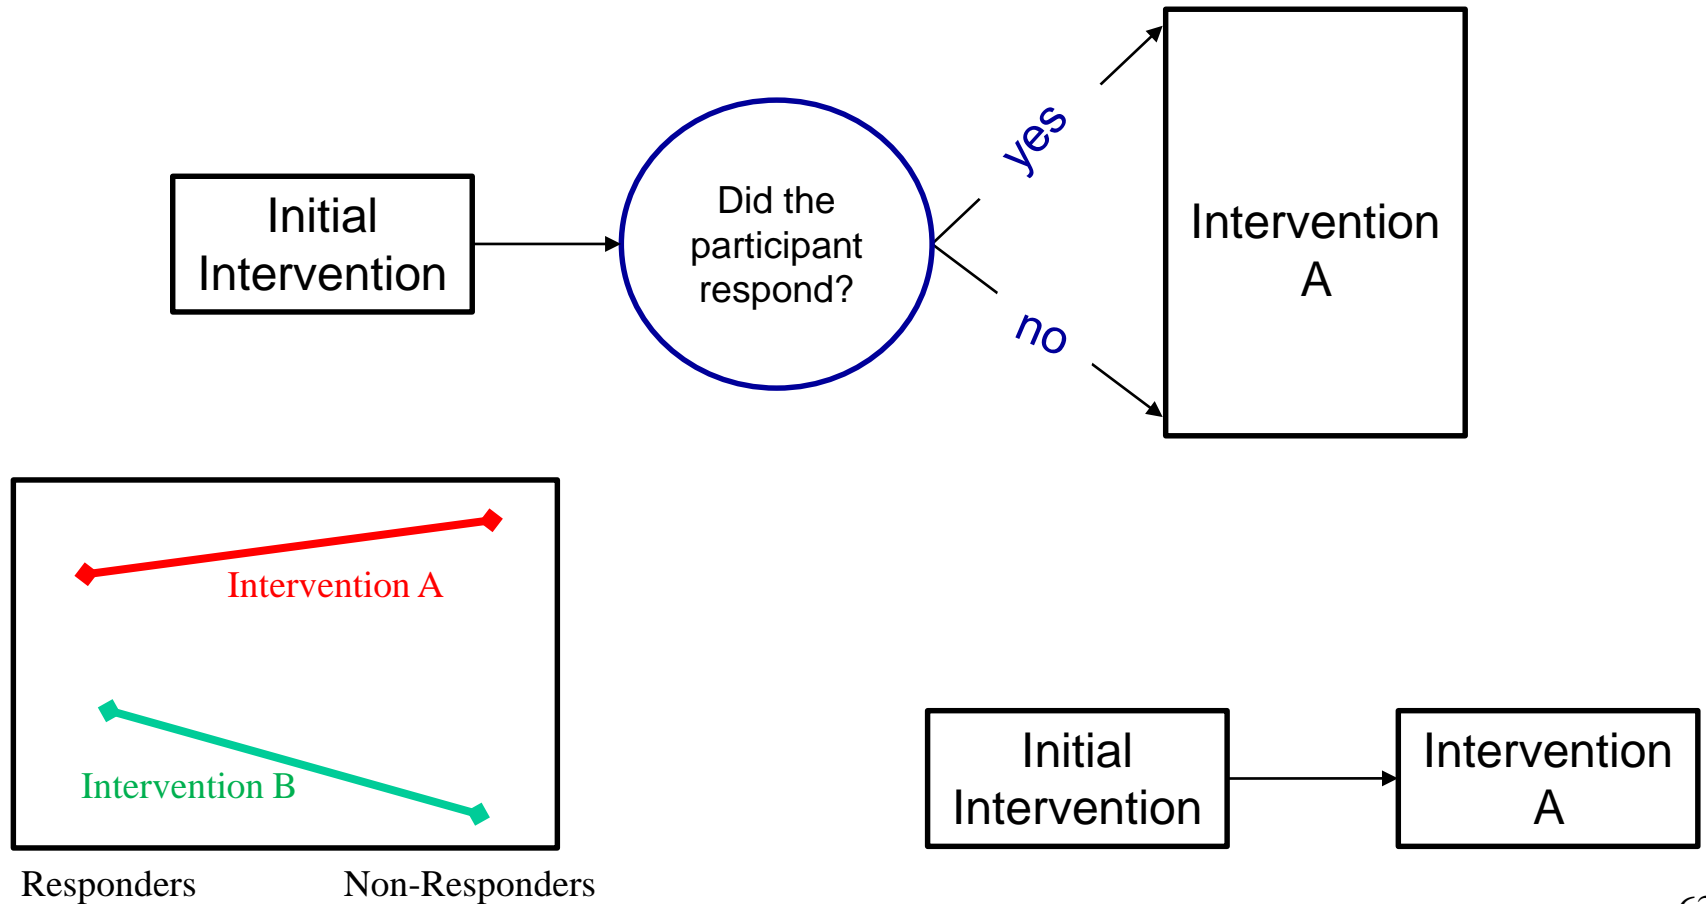 Initial
Intervention
Did the
participant
respond?
yes
no
Intervention
A
Intervention A
Intervention B
Responders
Non-Responders
Initial
Intervention
Intervention
A